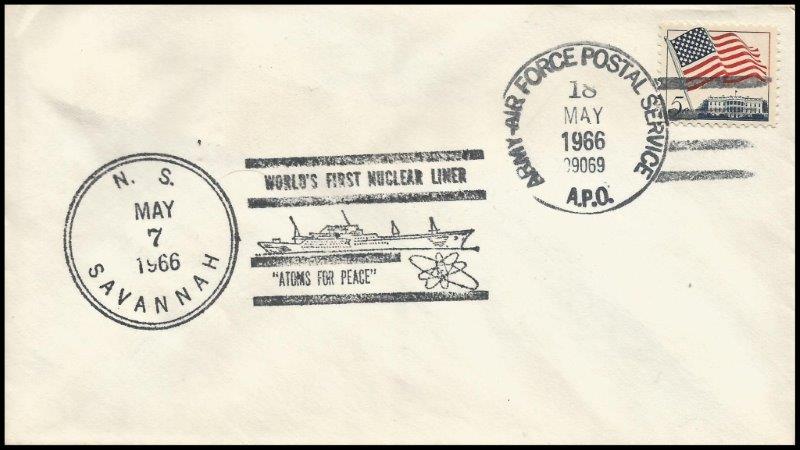 N. S.
MAY
7
1966
SAVANNAH
WORLD'S FIRST NUCLEAR LINER
"ATOMS FOR PEACE"
ARMY-AIR FORCE POSTAL SERVICE
18
MAY
1966
09069
A.P.O.
5